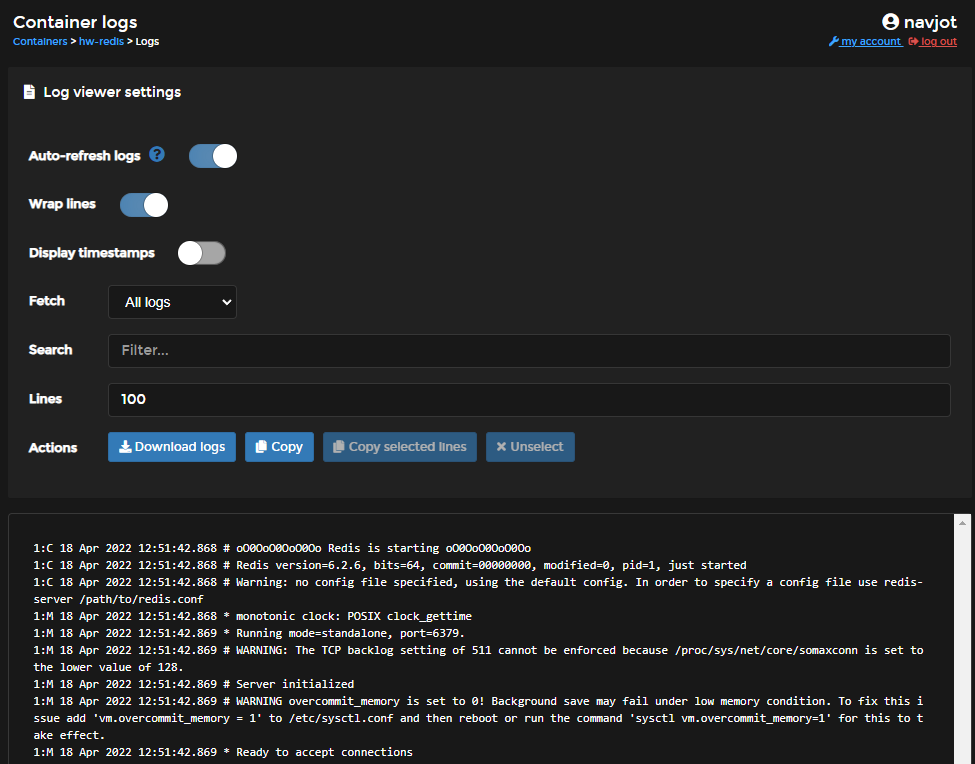 Container logs
navjot
Containers > hw-redis > Logs
my account log out
Log viewer settings
Auto-refresh logs ?
Wrap lines
Display timestamps
Fetch All logs
Search Filter...
Lines 100
Actions Download logs Copy Copy selected lines Unselect
1:C 18 Apr 2022 12:51:42.868 # oO0OoO0OoO0Oo Redis is starting oO0OoO0OoO0Oo
1:C 18 Apr 2022 12:51:42.868 # Redis version=6.2.6, bits=64, commit=00000000, modified=0, pid=1, just started
1:C 18 Apr 2022 12:51:42.868 # Warning: no config file specified, using the default config. In order to specify a config file use redis-
server /path/to/redis.conf
1:M 18 Apr 2022 12:51:42.868 * monotonic clock: POSIX clock_gettime
1:M 18 Apr 2022 12:51:42.869 * Running mode=standalone, port=6379.
1:M 18 Apr 2022 12:51:42.869 # WARNING: The TCP backlog setting of 511 cannot be enforced because /proc/sys/net/core/somaxconn is set to
the lower value of 128.
1:M 18 Apr 2022 12:51:42.869 # Server initialized
1:M 18 Apr 2022 12:51:42.869 # WARNING overcommit_memory is set to 0! Background save may fail under low memory condition. To fix this i
ssue add 'vm.overcommit_memory = 1' to /etc/sysctl.conf and then reboot or run the command 'sysctl vm.overcommit_memory=1' for this to t
ake effect.
1:M 18 Apr 2022 12:51:42.869 * Ready to accept connections